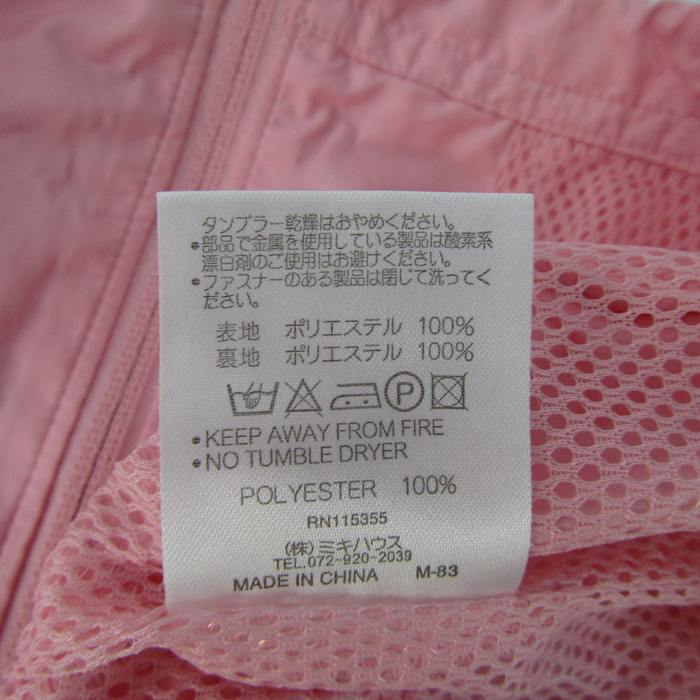 タンブラー乾燥はおやめください。
●部品で金属を使用している製品は酸素系
漂白剤のご使用はお避けください。
●ファスナーのある製品は閉じて洗ってく
ださい。
表地 ポリエステル 100%
裏地 ポリエステル 100%
P
●KEEP AWAY FROM FIRE
●NO TUMBLE DRYER
POLYESTER 100%
RN115355
(株)ミキハウス
TEL.072-920-2039
MADE IN CHINA M-83